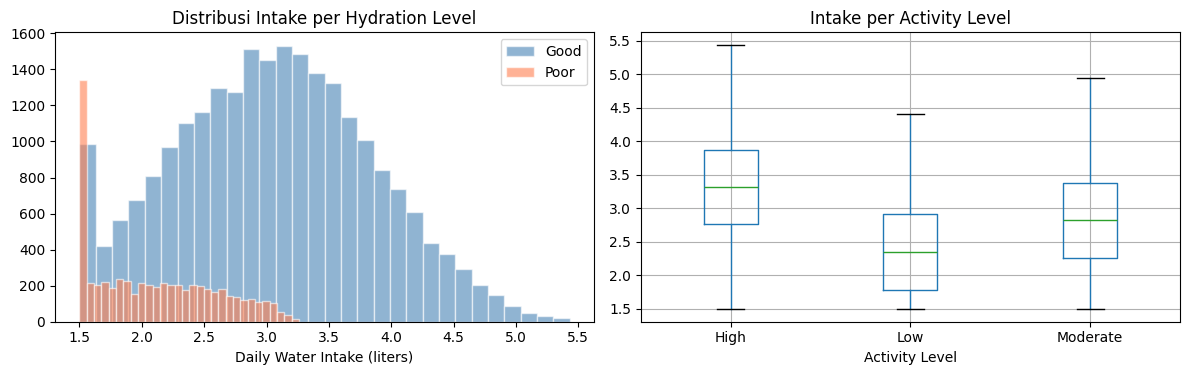 Distribusi Intake per Hydration Level
1600
1400
1200
1000
800
600
400
200
0
Good
Poor
1.5 2.0 2.5 3.0 3.5 4.0 4.5 5.0 5.5
Daily Water Intake (liters)
Intake per Activity Level
5.5
5.0
4.5
4.0
3.5
3.0
2.5
2.0
1.5
High Low Moderate
Activity Level